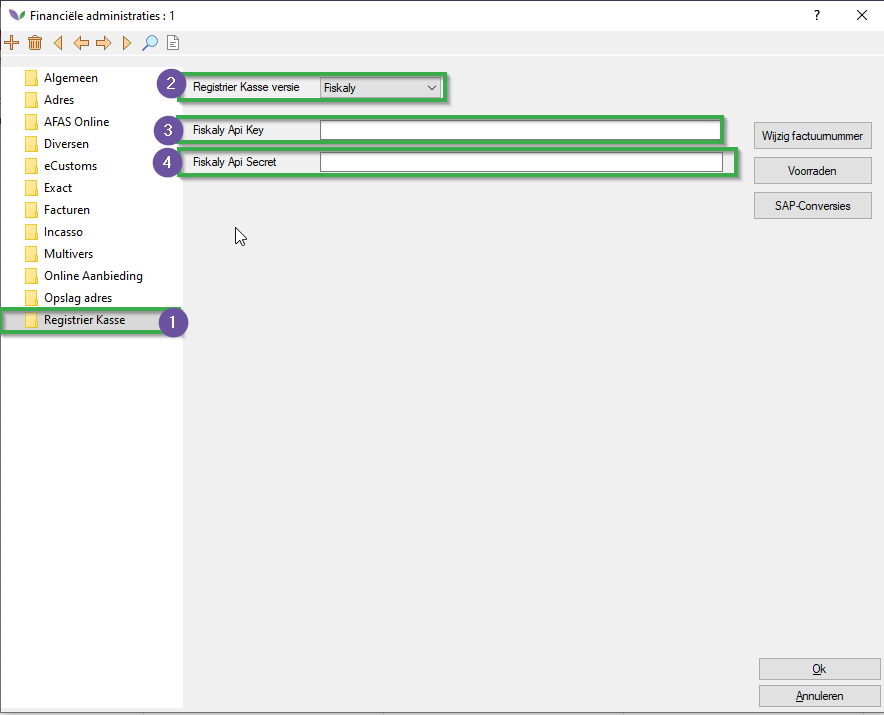 Financiële administraties : 1
?
Algemeen
Adres
AFAS Online
Diversen
eCustoms
Exact
Facturen
Incasso
Multivers
Online Aanbieding
Opslag adres
Registrier Kasse
1
2
Registrier Kasse versie
Fiskaly
3
Fiskaly Api Key
4
Fiskaly Api Secret
Wijzig factuurnummer
Voorraden
SAP-Conversies
Ok
Annuleren